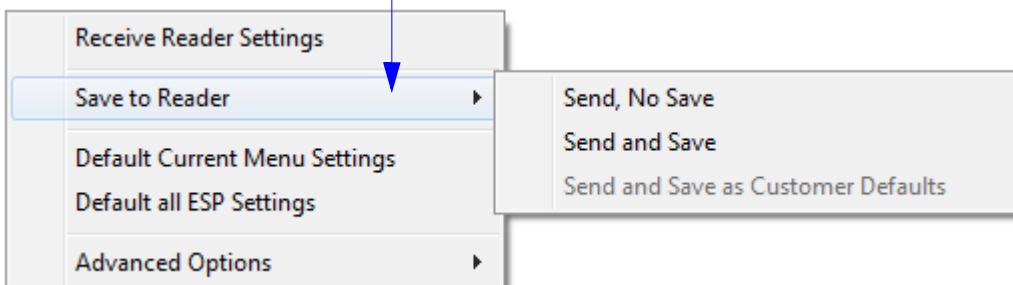 Receive Reader Settings
Save to Reader
Send, No Save
Send and Save
Send and Save as Customer Defaults
Default Current Menu Settings
Default all ESP Settings
Advanced Options